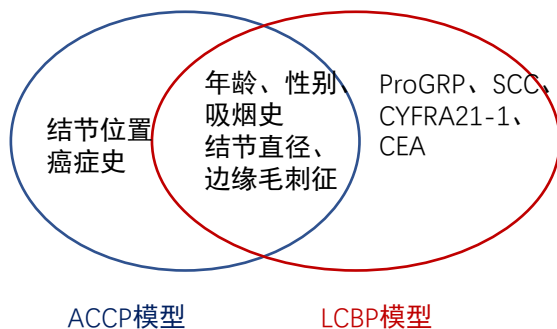 结节位置
癌症史
年龄、性别、
吸烟史
结节直径、
边缘毛刺征
ProGRP、SCC、
CYFRA21-1、
CEA
ACCP模型
LCBP模型